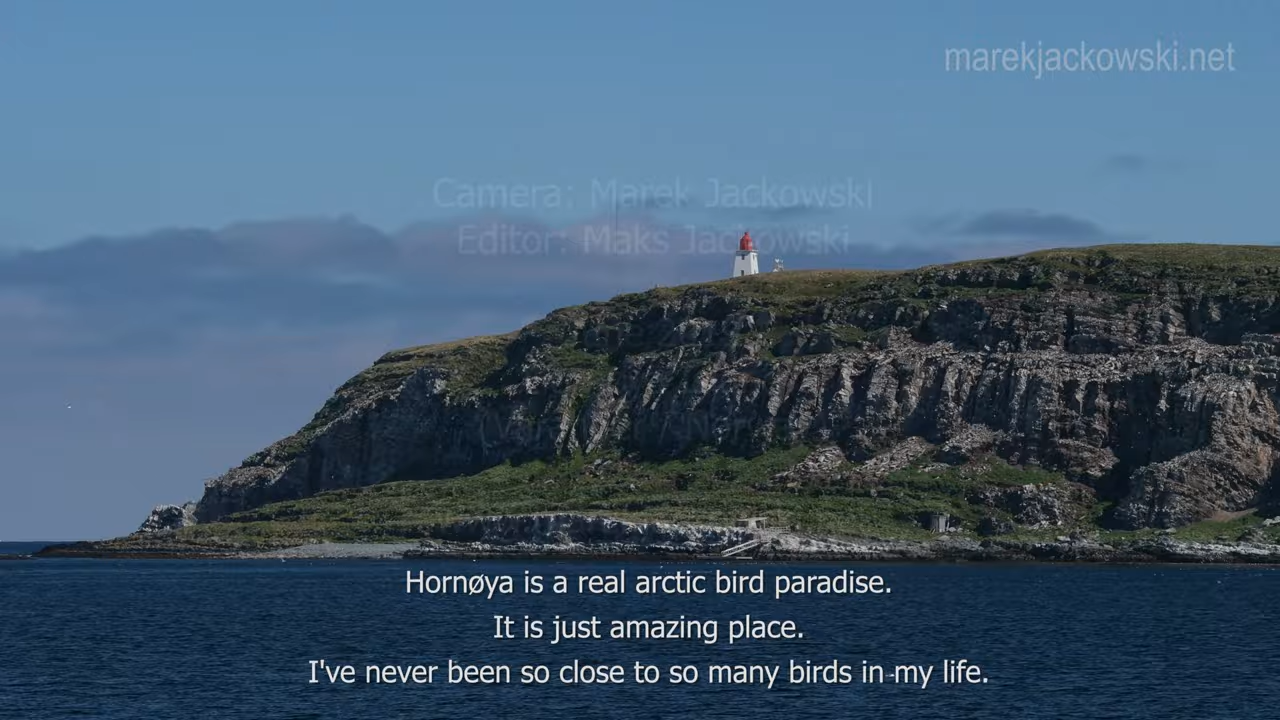 marekjackowski.net
Camera: Marek Jackowski
Editor: Maks Jackowski
Hornøya is a real arctic bird paradise.
It is just amazing place.
I've never been so close to so many birds in my life.